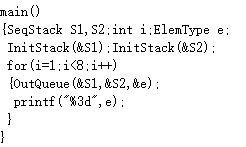 main()
{SeqStack S1,S2;int i;ElemType e;
InitStack(&S1);InitStack(&S2);
for(i=1;i<8;i++)
{OutQueue(&S1,&S2,&e);
printf("%3d",e);
}
}